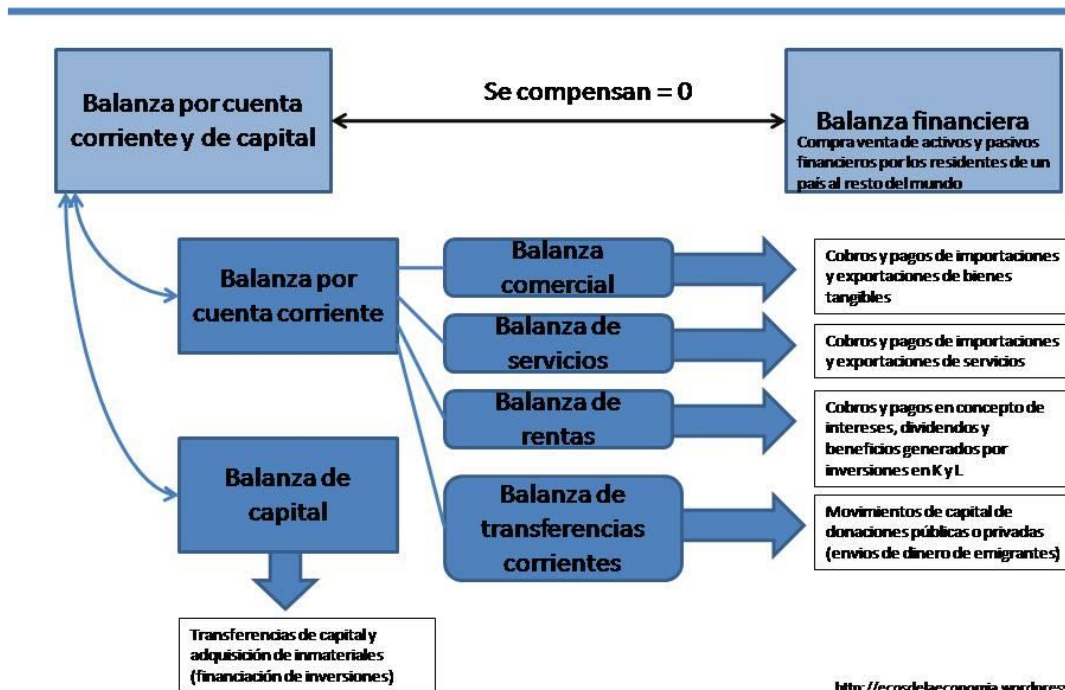 Balanza por cuenta
corriente y de capital
Se compensan = 0
Balanza financiera
Compra venta de activos y pasivos
financieros por los residentes de un
país al resto del mundo
Balanza por
cuenta corriente
Balanza
comercial
Cobros y pagos de importaciones
y exportaciones de bienes
tangibles
Balanza de
servicios
Cobros y pagos de importaciones
y exportaciones de servicios
Balanza de
rentas
Cobros y pagos en concepto de
intereses, dividendos y
beneficios generados por
inversiones en K y L
Balanza de
transferencias
corrientes
Movimientos de capital de
donaciones públicas o privadas
(envios de dinero de emigrantes)
Balanza de
capital
Transferencias de capital y
adquisición de inmateriales
(financiación de inversiones)
http://ecosdelaeconomia.wordpres